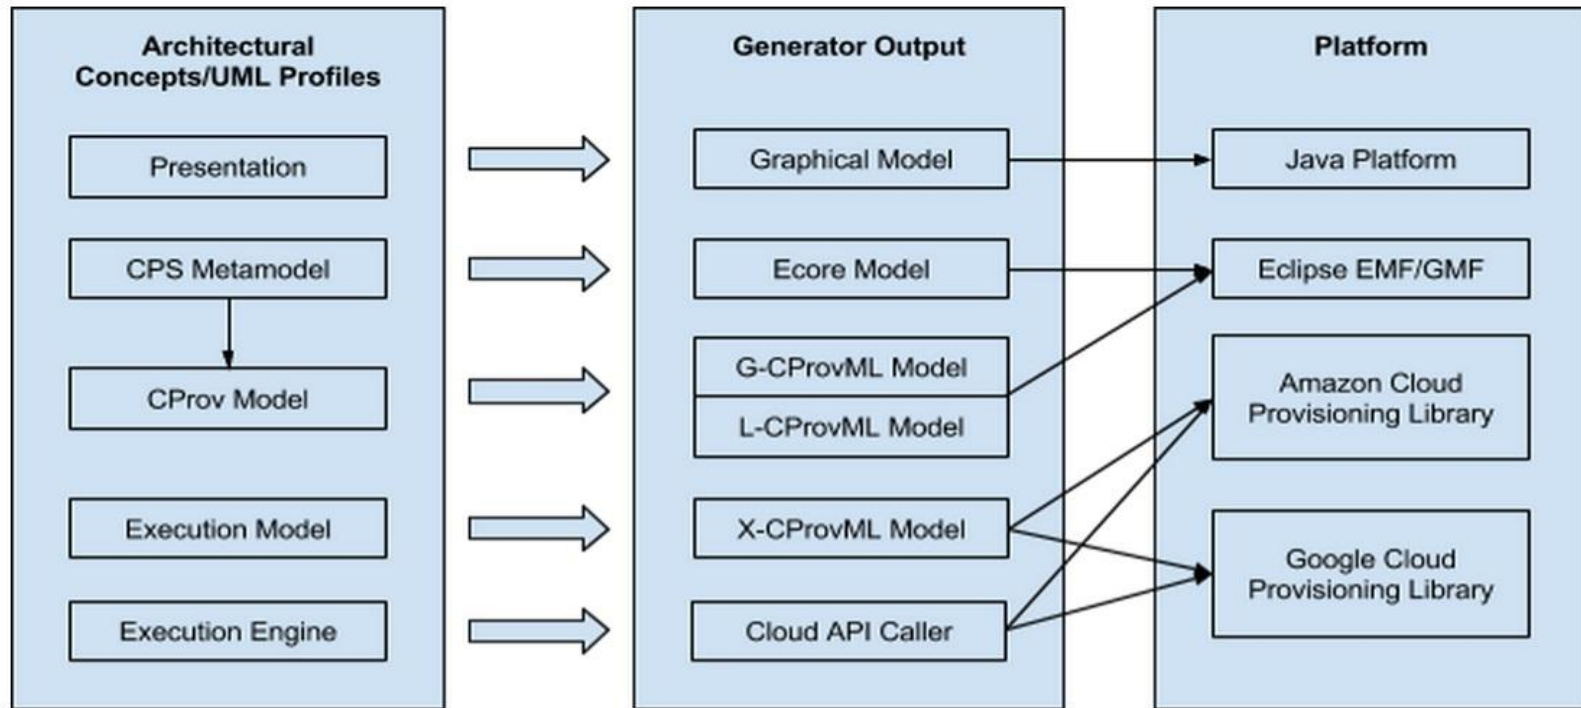 Architectural
Concepts/UML Profiles
Presentation
CPS Metamodel
CProv Model
Execution Model
Execution Engine
Generator Output
Graphical Model
Ecore Model
G-CProvML Model
L-CProvML Model
X-CProvML Model
Cloud API Caller
Platform
Java Platform
Eclipse EMF/GMF
Amazon Cloud
Provisioning Library
Google Cloud
Provisioning Library